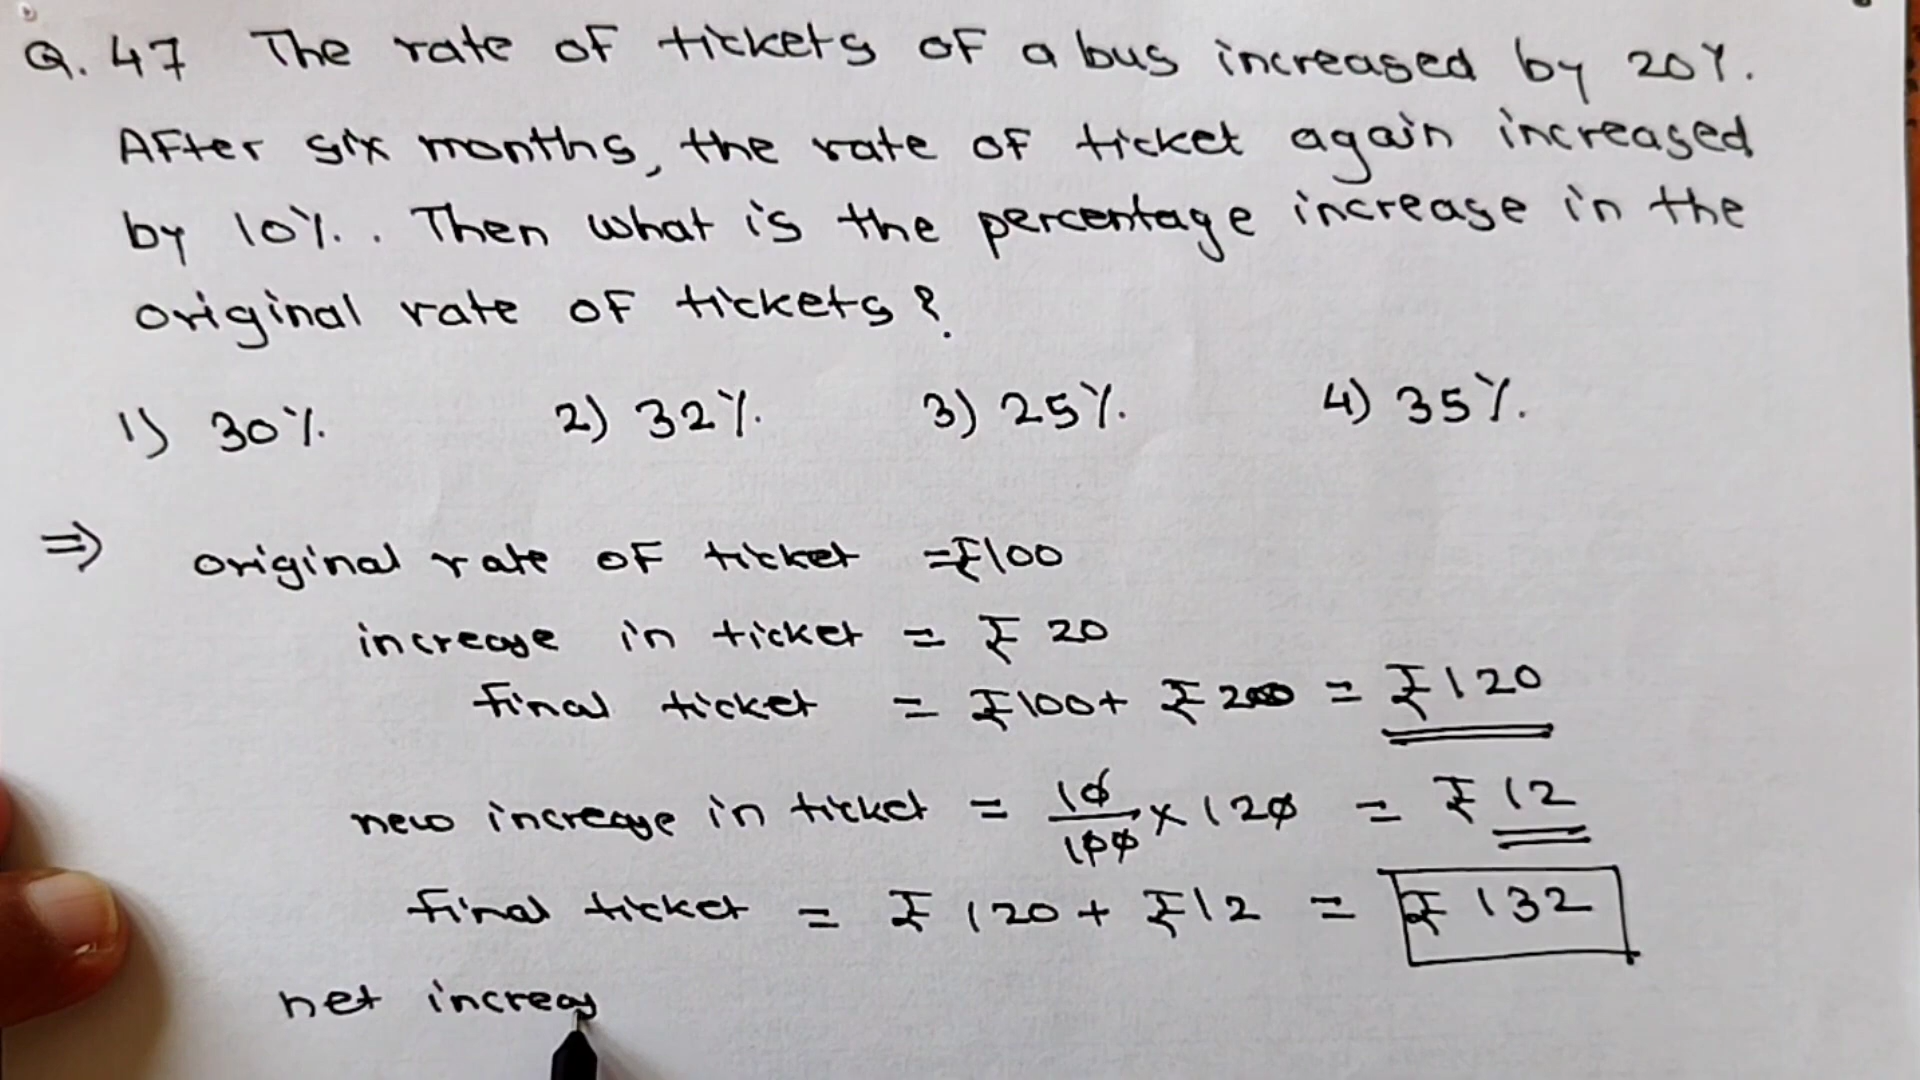 Q. 47 The rate of tickets of a bus increased by 20%.
After six months, the rate of ticket again increased
by 10%. . Then what is the percentage increase in the
original rate of tickets?
1) 30% 2) 32% 3) 25% 4) 35%
⇒ original rate of ticket = ₹100
increase in ticket = ₹ 20
final ticket = ₹100 + ₹ 20 = ₹120
new increase in ticket = 10/100 × 120 = ₹ 12
final ticket = ₹ 120 + ₹12 = ₹ 132
net increas